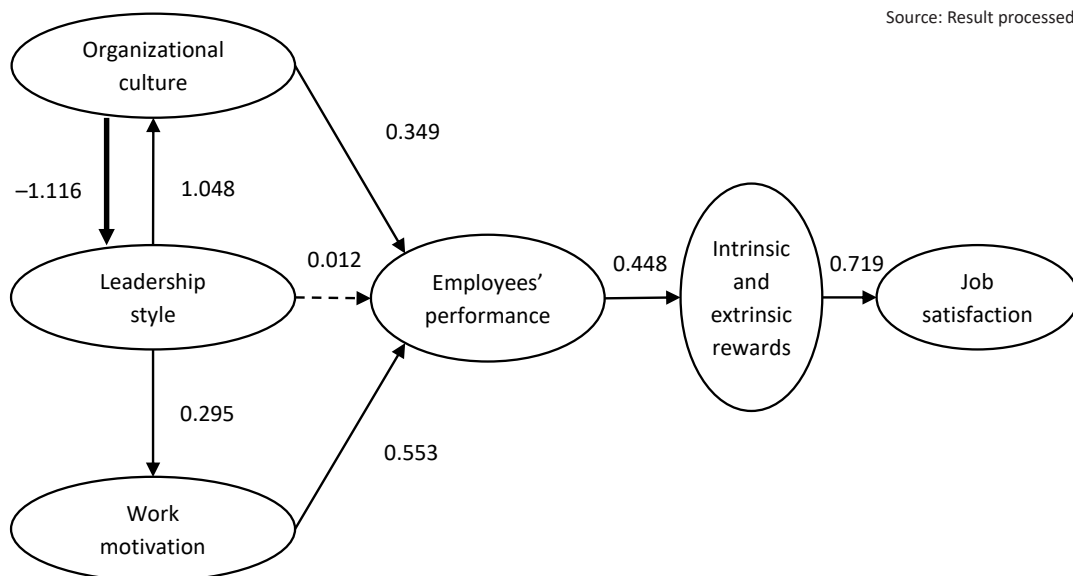 Source: Result processed
Organizational
culture
0.349
–1.116
1.048
Leadership
style
0.012
Employees’
performance
0.448
Intrinsic
and
extrinsic
rewards
0.719
Job
satisfaction
0.295
0.553
Work
motivation